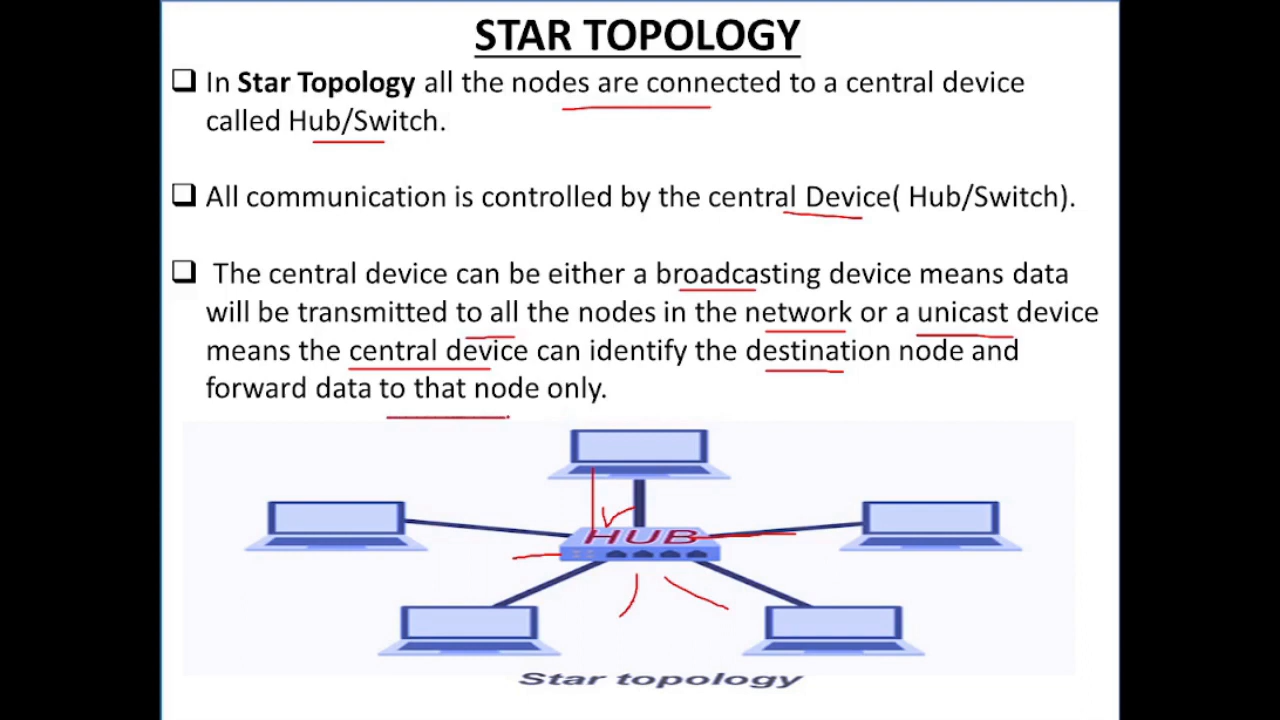 STAR TOPOLOGY
In Star Topology all the nodes are connected to a central device
called Hub/Switch.
All communication is controlled by the central Device( Hub/Switch).
The central device can be either a broadcasting device means data
will be transmitted to all the nodes in the network or a unicast device
means the central device can identify the destination node and
forward data to that node only.
HUB
Star topology